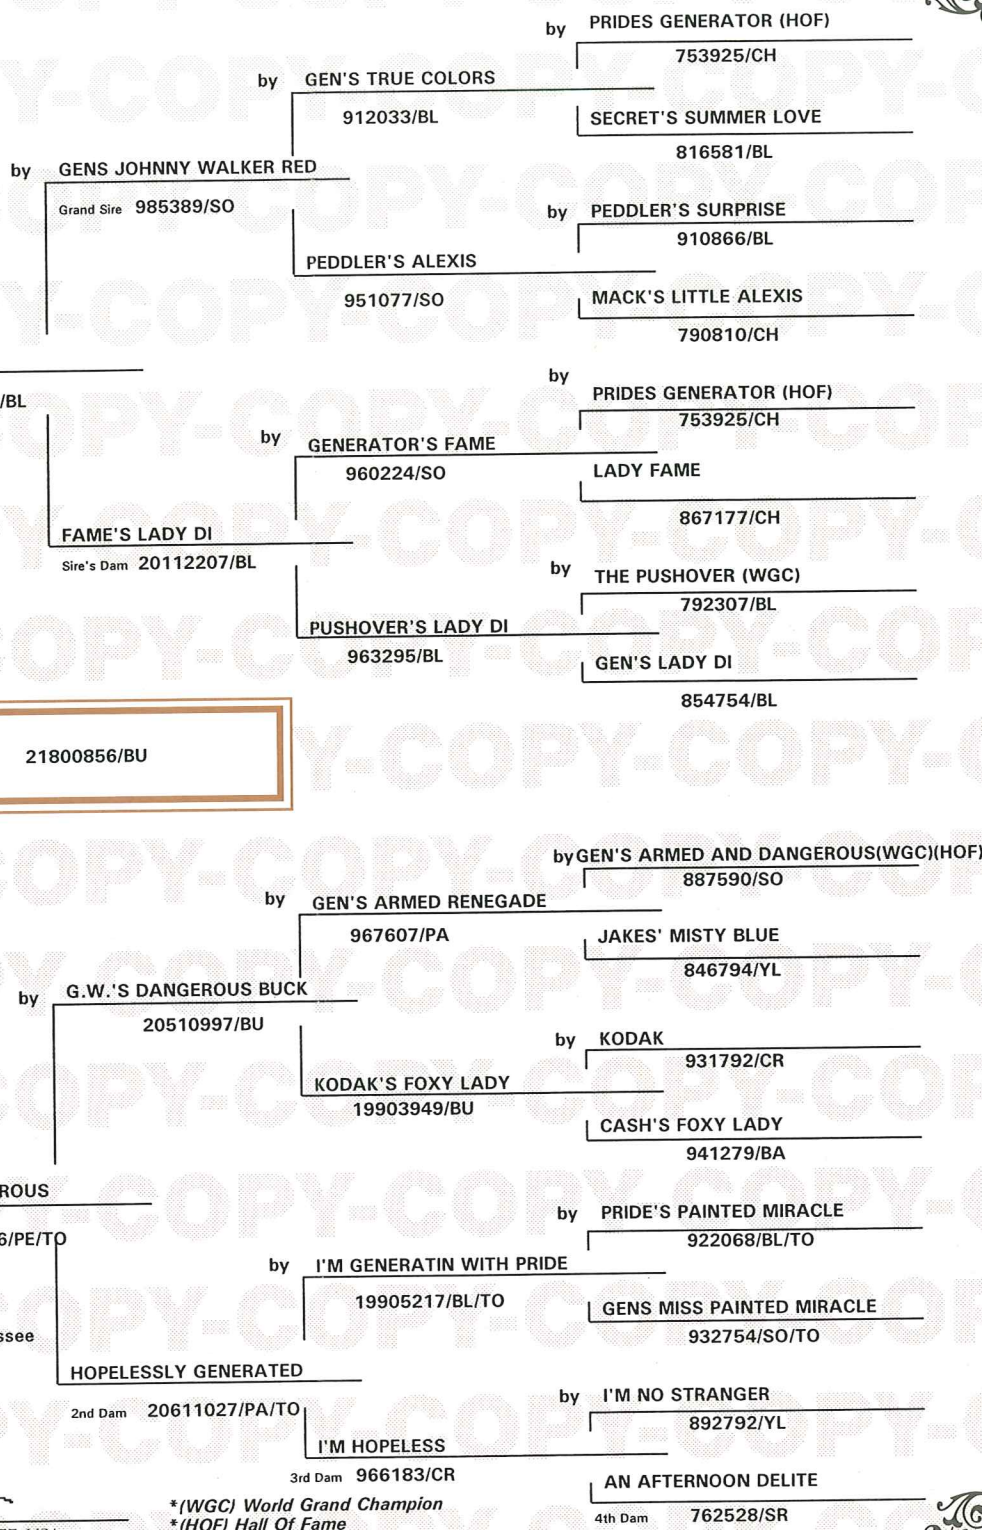 by PRIDES GENERATOR (HOF)
753925/CH
by GEN'S TRUE COLORS
912033/BL
SECRET'S SUMMER LOVE
816581/BL
by GENS JOHNNY WALKER RED
Grand Sire 985389/SO
by PEDDLER'S SURPRISE
910866/BL
PEDDLER'S ALEXIS
951077/SO
MACK'S LITTLE ALEXIS
790810/CH
/BL
by
PRIDES GENERATOR (HOF)
753925/CH
by GENERATOR'S FAME
960224/SO
LADY FAME
867177/CH
FAME'S LADY DI
Sire's Dam 20112207/BL
by THE PUSHOVER (WGC)
792307/BL
PUSHOVER'S LADY DI
963295/BL
GEN'S LADY DI
854754/BL
21800856/BU
by GEN'S ARMED AND DANGEROUS(WGC)(HOF)
887590/SO
by GEN'S ARMED RENEGADE
967607/PA
JAKES' MISTY BLUE
846794/YL
by G.W.'S DANGEROUS BUCK
20510997/BU
by KODAK
931792/CR
KODAK'S FOXY LADY
19903949/BU
CASH'S FOXY LADY
941279/BA
ROUS
6/PE/TO
by PRIDE'S PAINTED MIRACLE
922068/BL/TO
by I'M GENERATIN WITH PRIDE
19905217/BL/TO
GENS MISS PAINTED MIRACLE
932754/SO/TO
ssee
HOPELESSLY GENERATED
2nd Dam 20611027/PA/TO
by I'M NO STRANGER
892792/YL
I'M HOPELESS
3rd Dam 966183/CR
AN AFTERNOON DELITE
4th Dam 762528/SR
*(WGC) World Grand Champion
*(HOF) Hall Of Fame